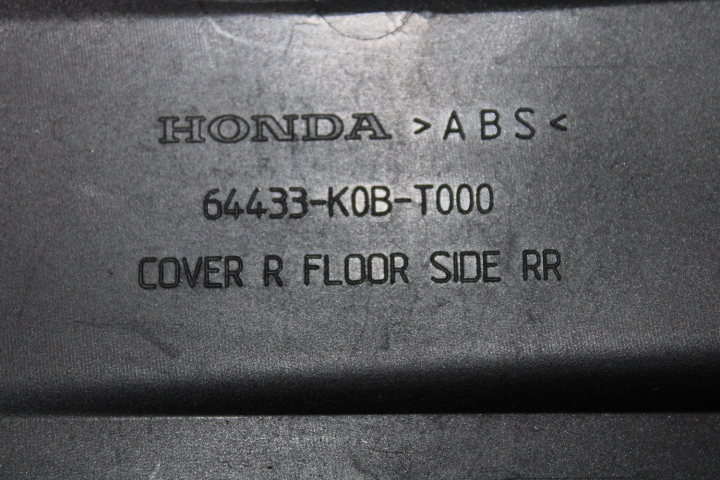 HONDA >ABS<
64433-K0B-T000
COVER R FLOOR SIDE RR